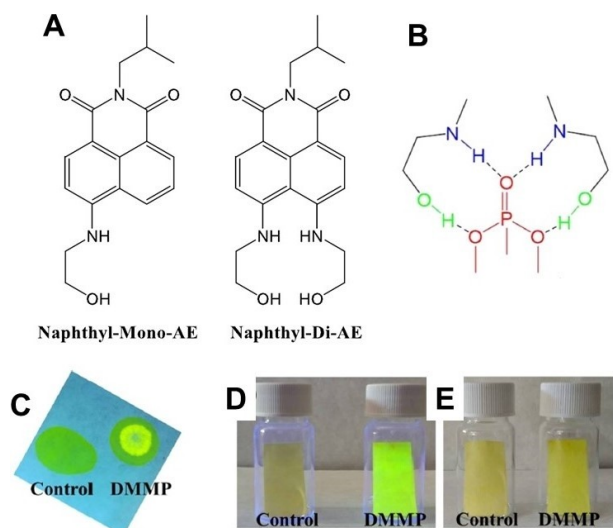 A
B
O
N
O
O
N
O
NH
OH
NH
HN
OH
HO
Naphthyl-Mono-AE
Naphthyl-Di-AE
N
H
H
N
O
O
H
O
P
O
H
O
C
Control
DMMP
D
Control
DMMP
E
Control
DMMP